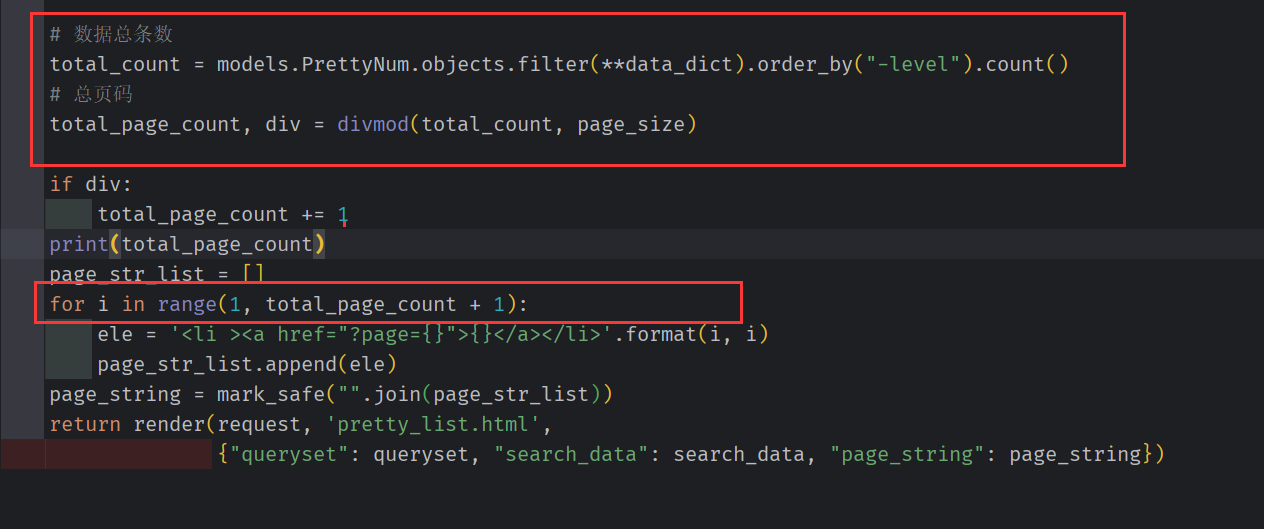 # 数据总条数
total_count = models.PrettyNum.objects.filter(**data_dict).order_by("-level").count()
# 总页码
total_page_count, div = divmod(total_count, page_size)
if div:
    total_page_count += 1
print(total_page_count)
page_str_list = []
for i in range(1, total_page_count + 1):
    ele = '<li ><a href="?page={}">{}</a></li>'.format(i, i)
    page_str_list.append(ele)
page_string = mark_safe("".join(page_str_list))
return render(request, 'pretty_list.html',
              {"queryset": queryset, "search_data": search_data, "page_string": page_string})